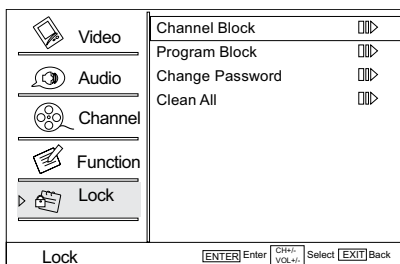 Video
Audio
Channel
Function
Lock
Channel Block
Program Block
Change Password
Clean All
Lock
ENTER Enter CH+/- VOL+/- Select EXIT Back